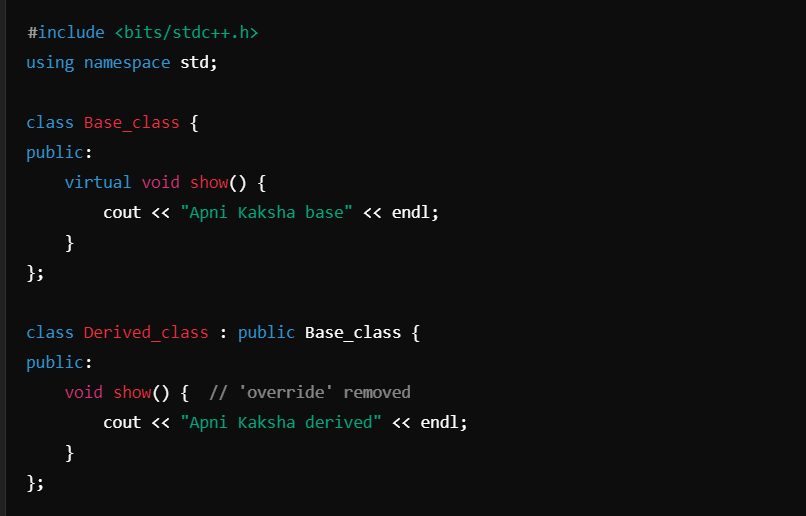 #include <bits/stdc++.h>
using namespace std;
class Base_class {
public:
virtual void show() {
cout << "Apni Kaksha base" << endl;
}
};
class Derived_class : public Base_class {
public:
void show() {  // 'override' removed
cout << "Apni Kaksha derived" << endl;
}
};